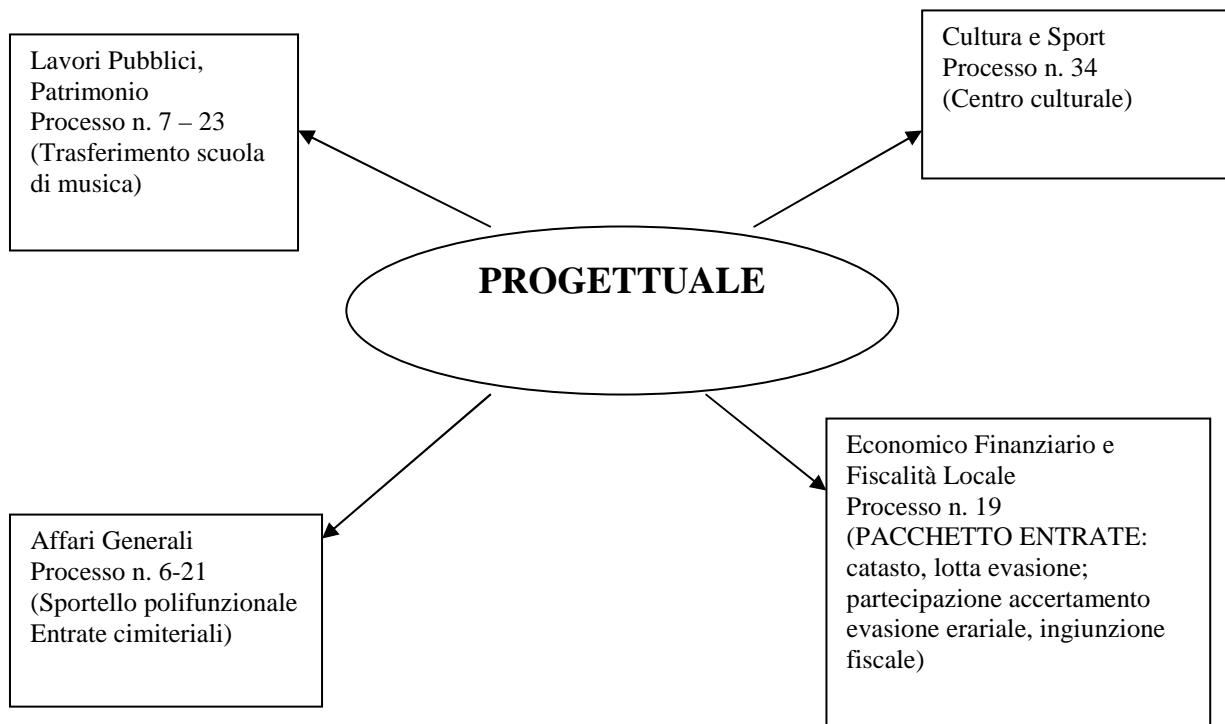 Lavori Pubblici,
Patrimonio
Processo n. 7 – 23
(Trasferimento scuola
di musica)
Cultura e Sport
Processo n. 34
(Centro culturale)
PROGETTUALE
Affari Generali
Processo n. 6-21
(Sportello polifunzionale
Entrate cimiteriali)
Economico Finanziario e
Fiscalità Locale
Processo n. 19
(PACCHETTO ENTRATE:
catasto, lotta evasione;
partecipazione accertamento
evasione erariale, ingiunzione
fiscale)